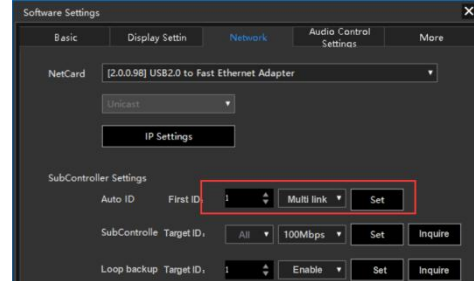 Software Settings
Basic Display Settin Network Audio Control Settings More
NetCard [2.0.0.98] USB2.0 to Fast Ethernet Adapter
Unicast
IP Settings
SubController Settings
Auto ID First ID: 1 Multi link Set
SubControlle Target ID: All 100Mbps Set Inquire
Loop backup Target ID: 1 Enable Set Inquire